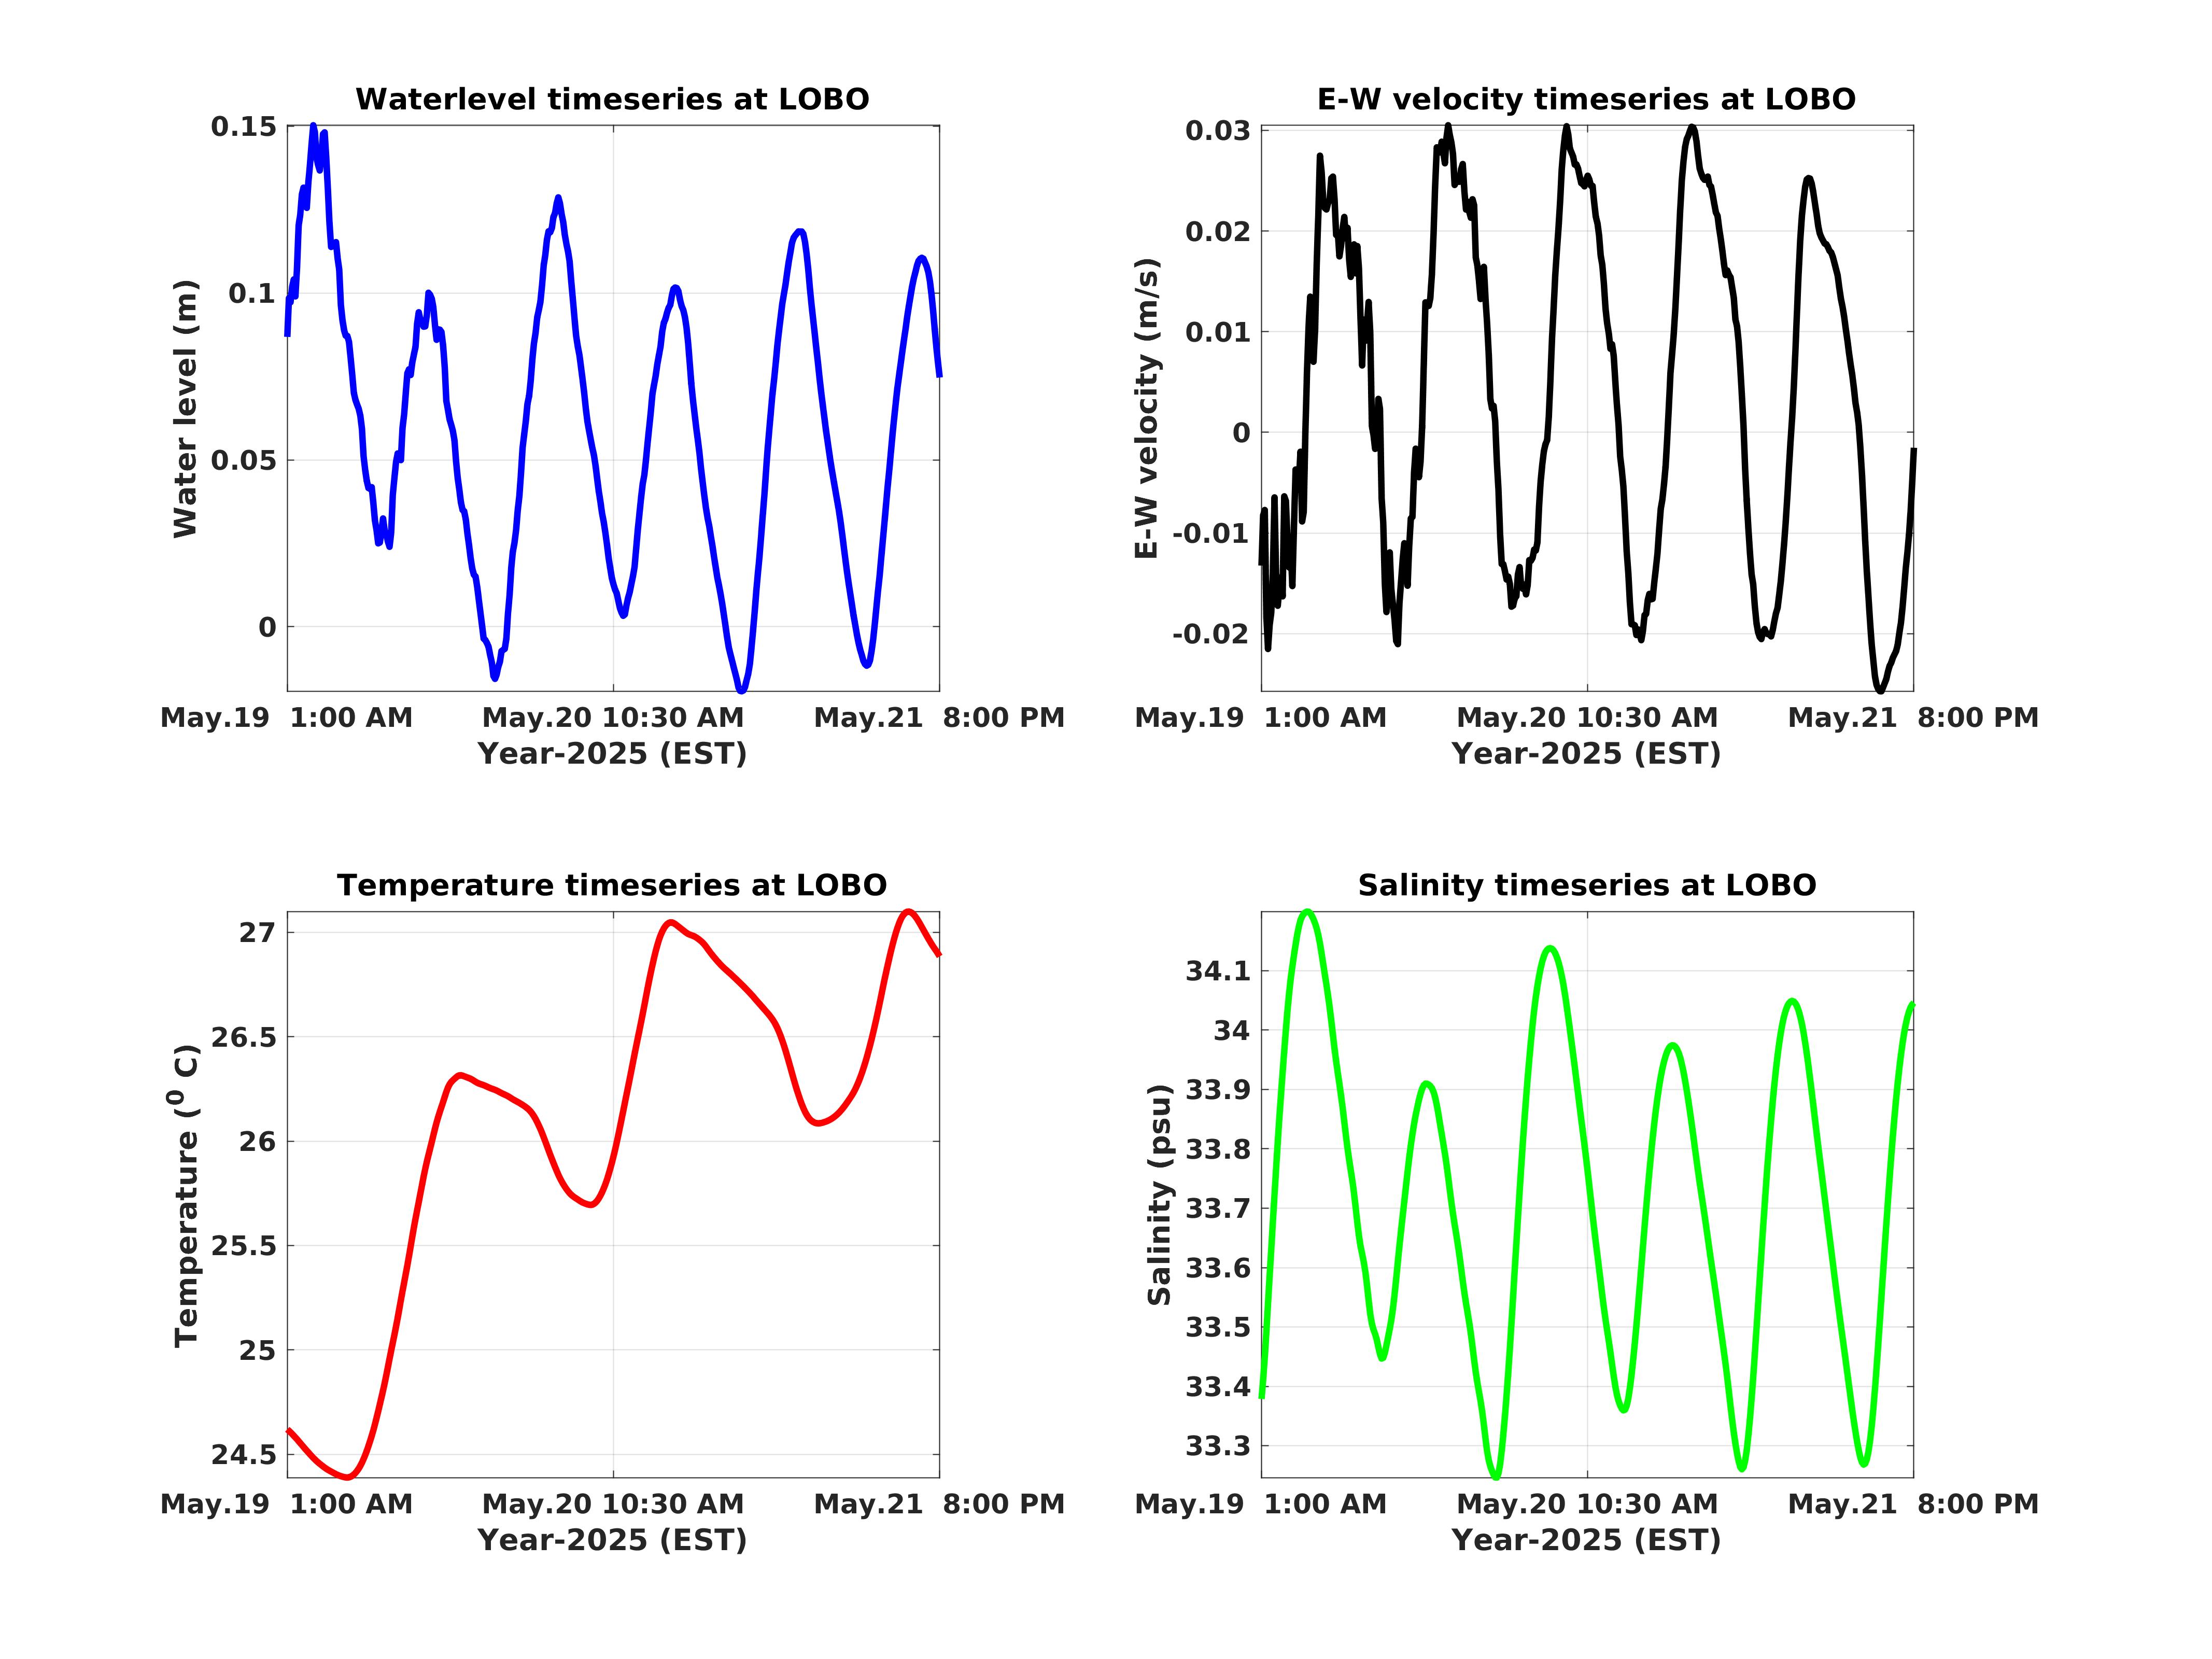 Waterlevel timeseries at LOBO
0.15
0.1
0.05
0
Water level (m)
May.19  1:00 AM
May.20 10:30 AM
May.21  8:00 PM
Year-2025 (EST)
E-W velocity timeseries at LOBO
0.03
0.02
0.01
0
-0.01
-0.02
E-W velocity (m/s)
May.19  1:00 AM
May.20 10:30 AM
May.21  8:00 PM
Year-2025 (EST)
Temperature timeseries at LOBO
27
26.5
26
25.5
25
24.5
Temperature (⁰ C)
May.19  1:00 AM
May.20 10:30 AM
May.21  8:00 PM
Year-2025 (EST)
Salinity timeseries at LOBO
34.1
34
33.9
33.8
33.7
33.6
33.5
33.4
33.3
Salinity (psu)
May.19  1:00 AM
May.20 10:30 AM
May.21  8:00 PM
Year-2025 (EST)